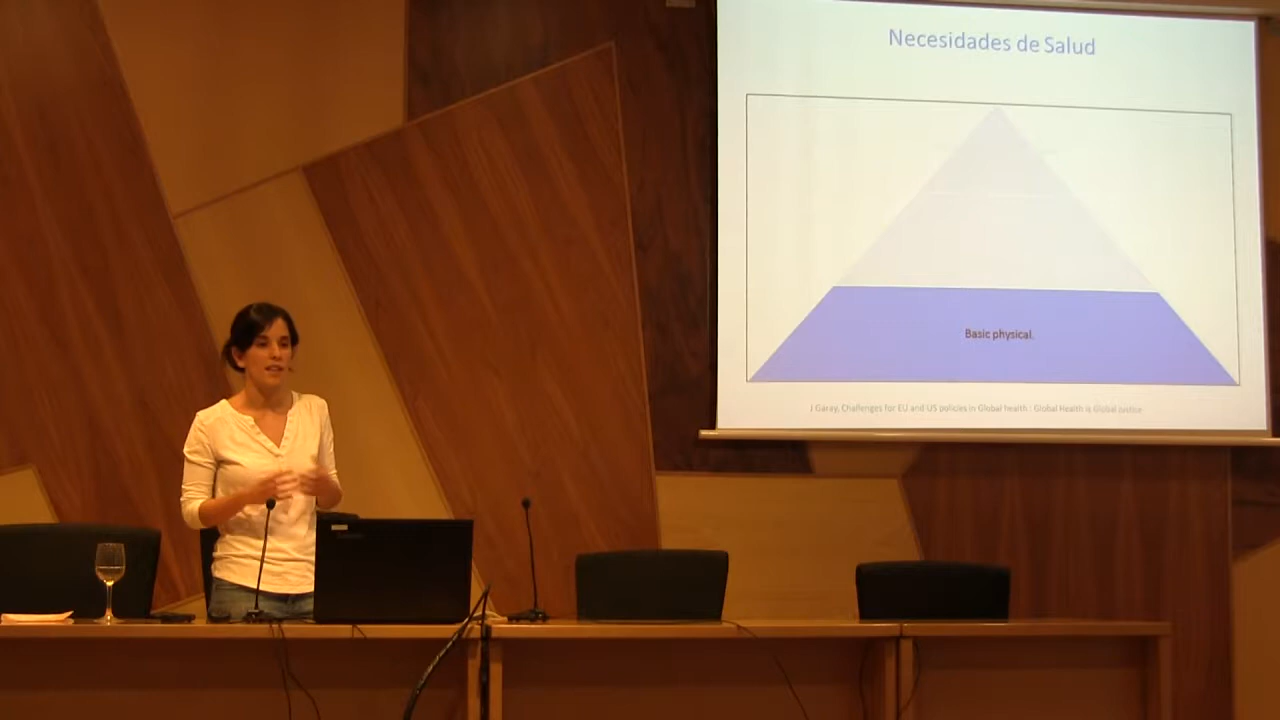 Necesidades de Salud
Basic physical.
J Garay, Challenges for EU and US policies in Global health : Global Health is Global Justice